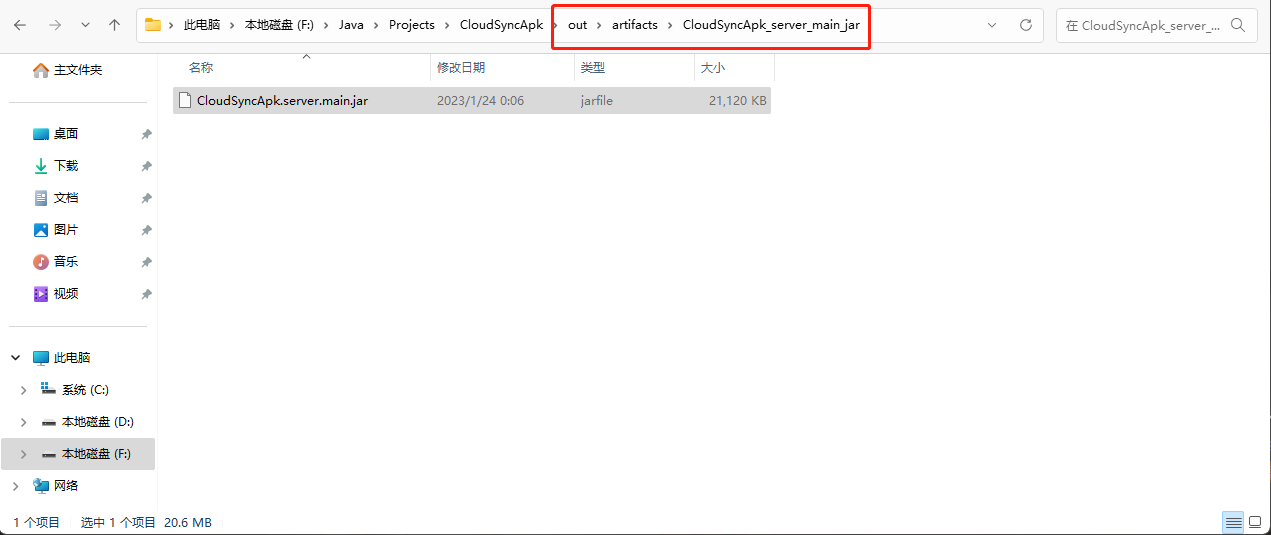 此电脑 本地磁盘 (F:) Java Projects CloudSyncApk out artifacts CloudSyncApk_server_main_jar
在 CloudSyncApk_server_...
主文件夹
桌面
下载
文档
图片
音乐
视频
此电脑
系统 (C:)
本地磁盘 (D:)
本地磁盘 (F:)
网络
名称 修改日期 类型 大小
CloudSyncApk.server.main.jar 2023/1/24 0:06 jarfile 21,120 KB
1 个项目 选中 1 个项目 20.6 MB